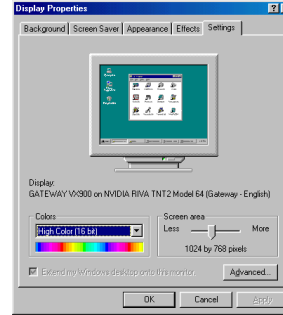 Display Properties
Background Screen Saver Appearance Effects Settings
Display:
GATEWAY VX900 on NVIDIA RIVA TNT2 Model 64 (Gateway - English)
Colors
High Color (16 bit)
Screen area
Less More
1024 by 768 pixels
Extend my Windows desktop onto this monitor.
Advanced...
OK Cancel Apply